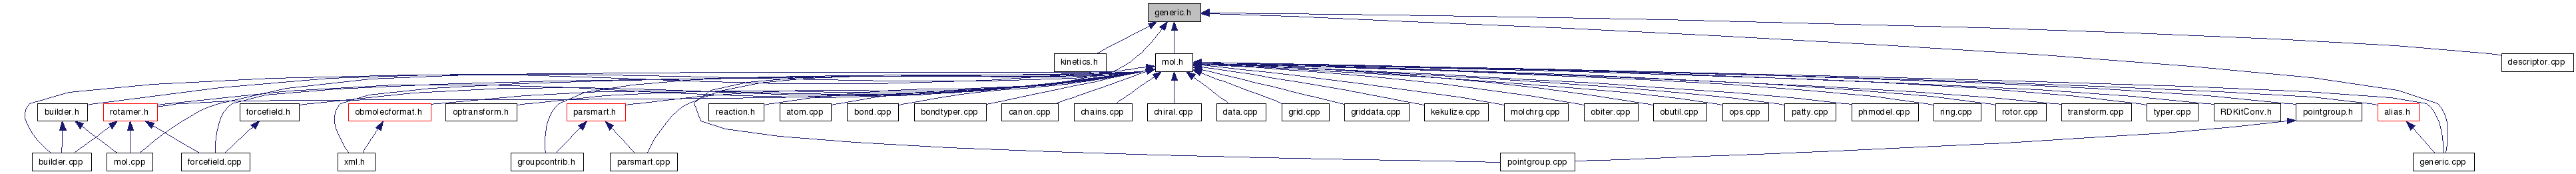 generic.h
kinetics.h
mol.h
descriptor.cpp
builder.h
rotamer.h
forcefield.h
obmolecformat.h
optransform.h
parsmart.h
reaction.h
atom.cpp
bond.cpp
bondtyper.cpp
canon.cpp
chains.cpp
chiral.cpp
data.cpp
grid.cpp
griddata.cpp
kekulize.cpp
molchrg.cpp
obiter.cpp
obutil.cpp
ops.cpp
patty.cpp
phmodel.cpp
ring.cpp
rotor.cpp
transform.cpp
typer.cpp
RDKitConv.h
pointgroup.h
alias.h
builder.cpp
mol.cpp
forcefield.cpp
xml.h
groupcontrib.h
parsmart.cpp
pointgroup.cpp
generic.cpp